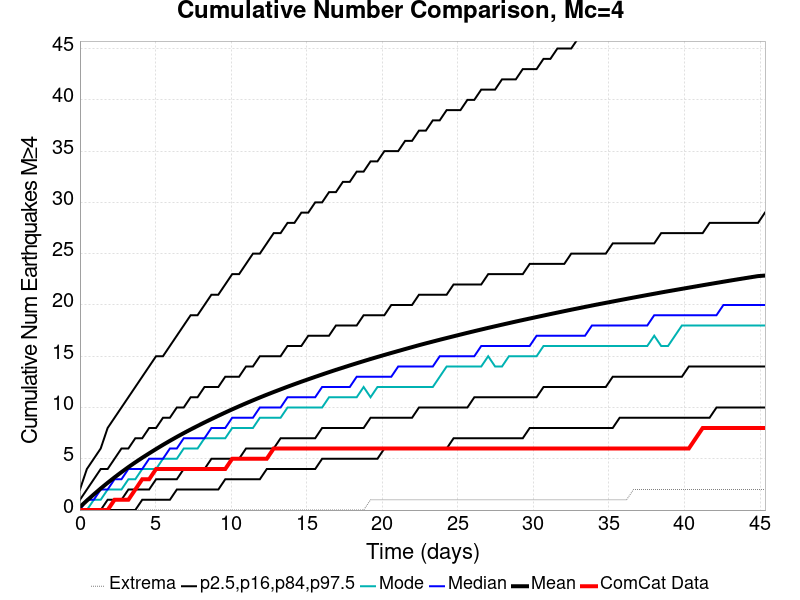 Cumulative Number Comparison, Mc=4
Cumulative Num Earthquakes M≥4
45
40
35
30
25
20
15
10
5
0
0 5 10 15 20 25 30 35 40 45
Time (days)
Extrema p2.5,p16,p84,p97.5 Mode Median Mean ComCat Data